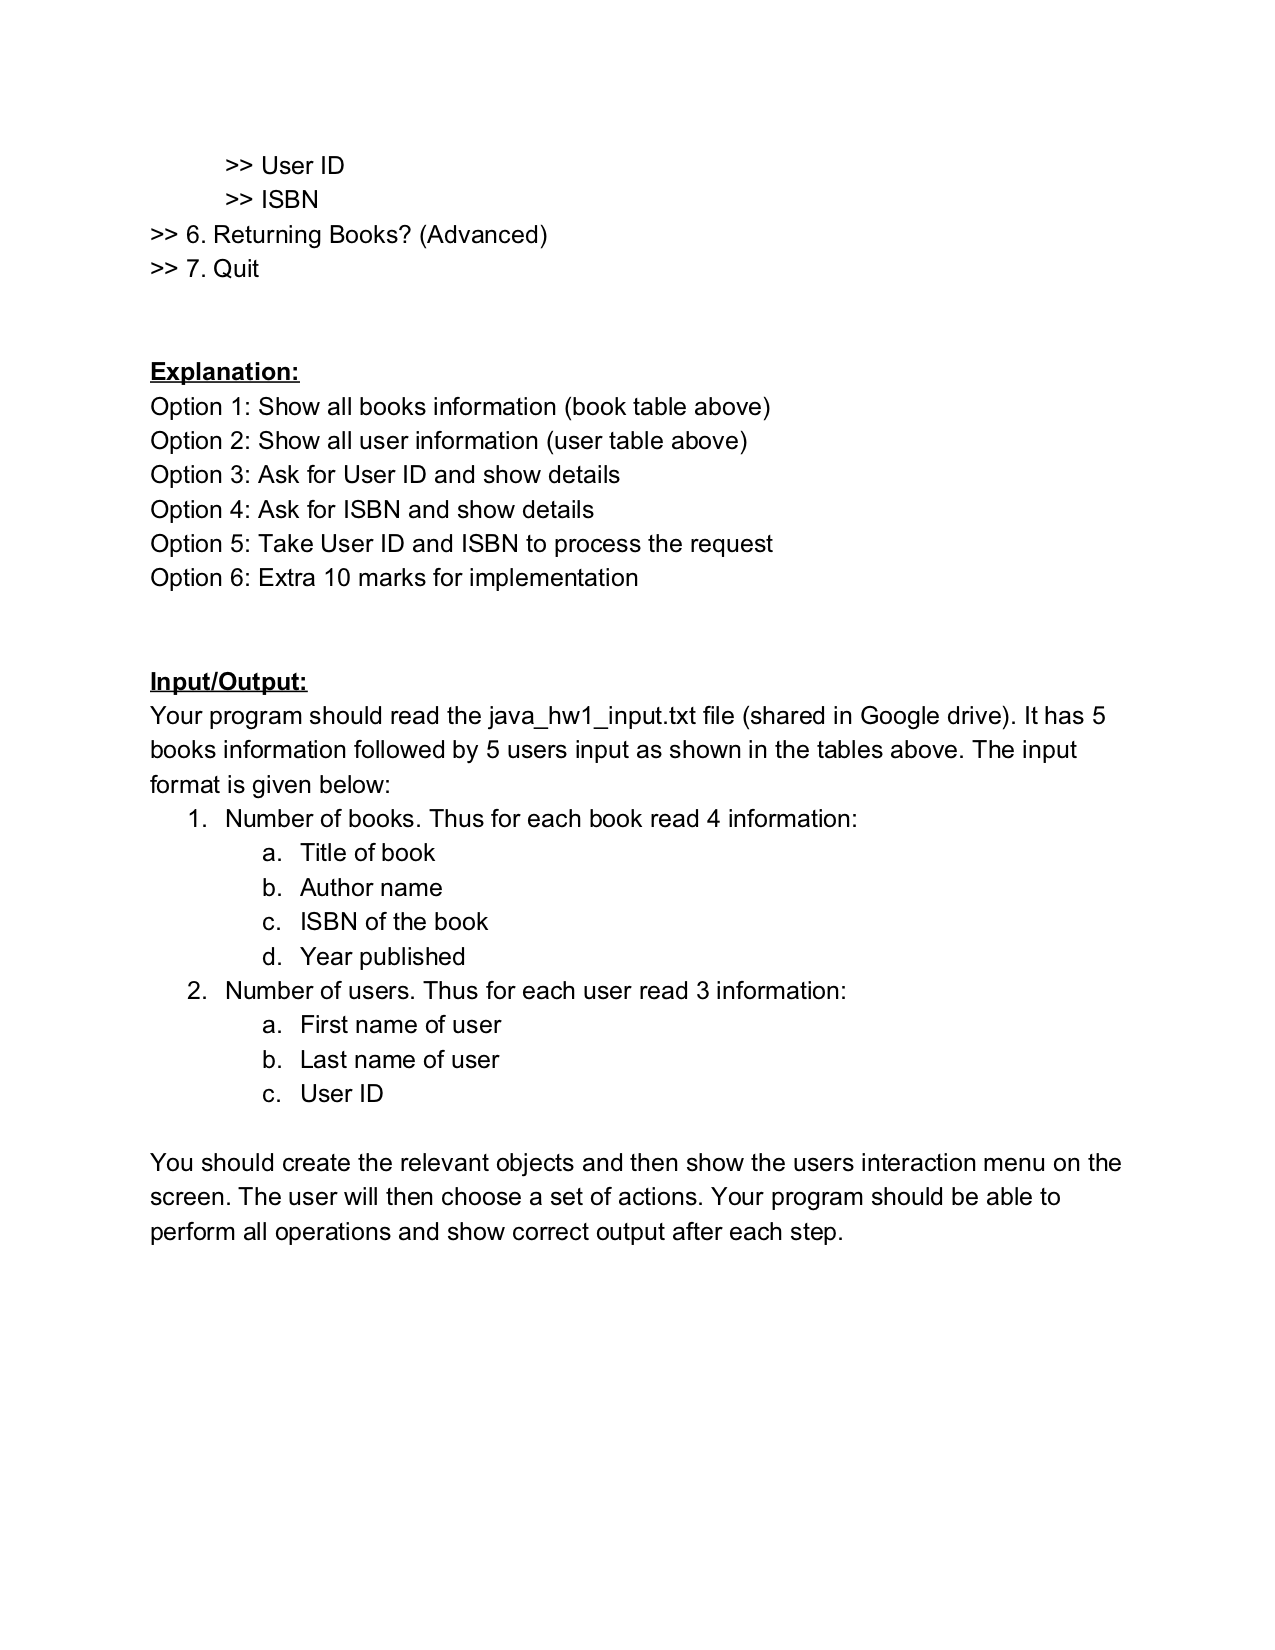 >> User ID
>> ISBN
>> 6. Returning Books? (Advanced)
>> 7. Quit
Explanation:
Option 1: Show all books information (book table above)
Option 2: Show all user information (user table above)
Option 3: Ask for User ID and show details
Option 4: Ask for ISBN and show details
Option 5: Take User ID and ISBN to process the request
Option 6: Extra 10 marks for implementation
Input/Output:
Your program should read the java_hw1_input.txt file (shared in Google drive). It has 5
books information followed by 5 users input as shown in the tables above. The input
format is given below:
1. Number of books. Thus for each book read 4 information:
a. Title of book
b. Author name
c. ISBN of the book
d. Year published
2. Number of users. Thus for each user read 3 information:
a. First name of user
b. Last name of user
c. User ID
You should create the relevant objects and then show the users interaction menu on the
screen. The user will then choose a set of actions. Your program should be able to
perform all operations and show correct output after each step.